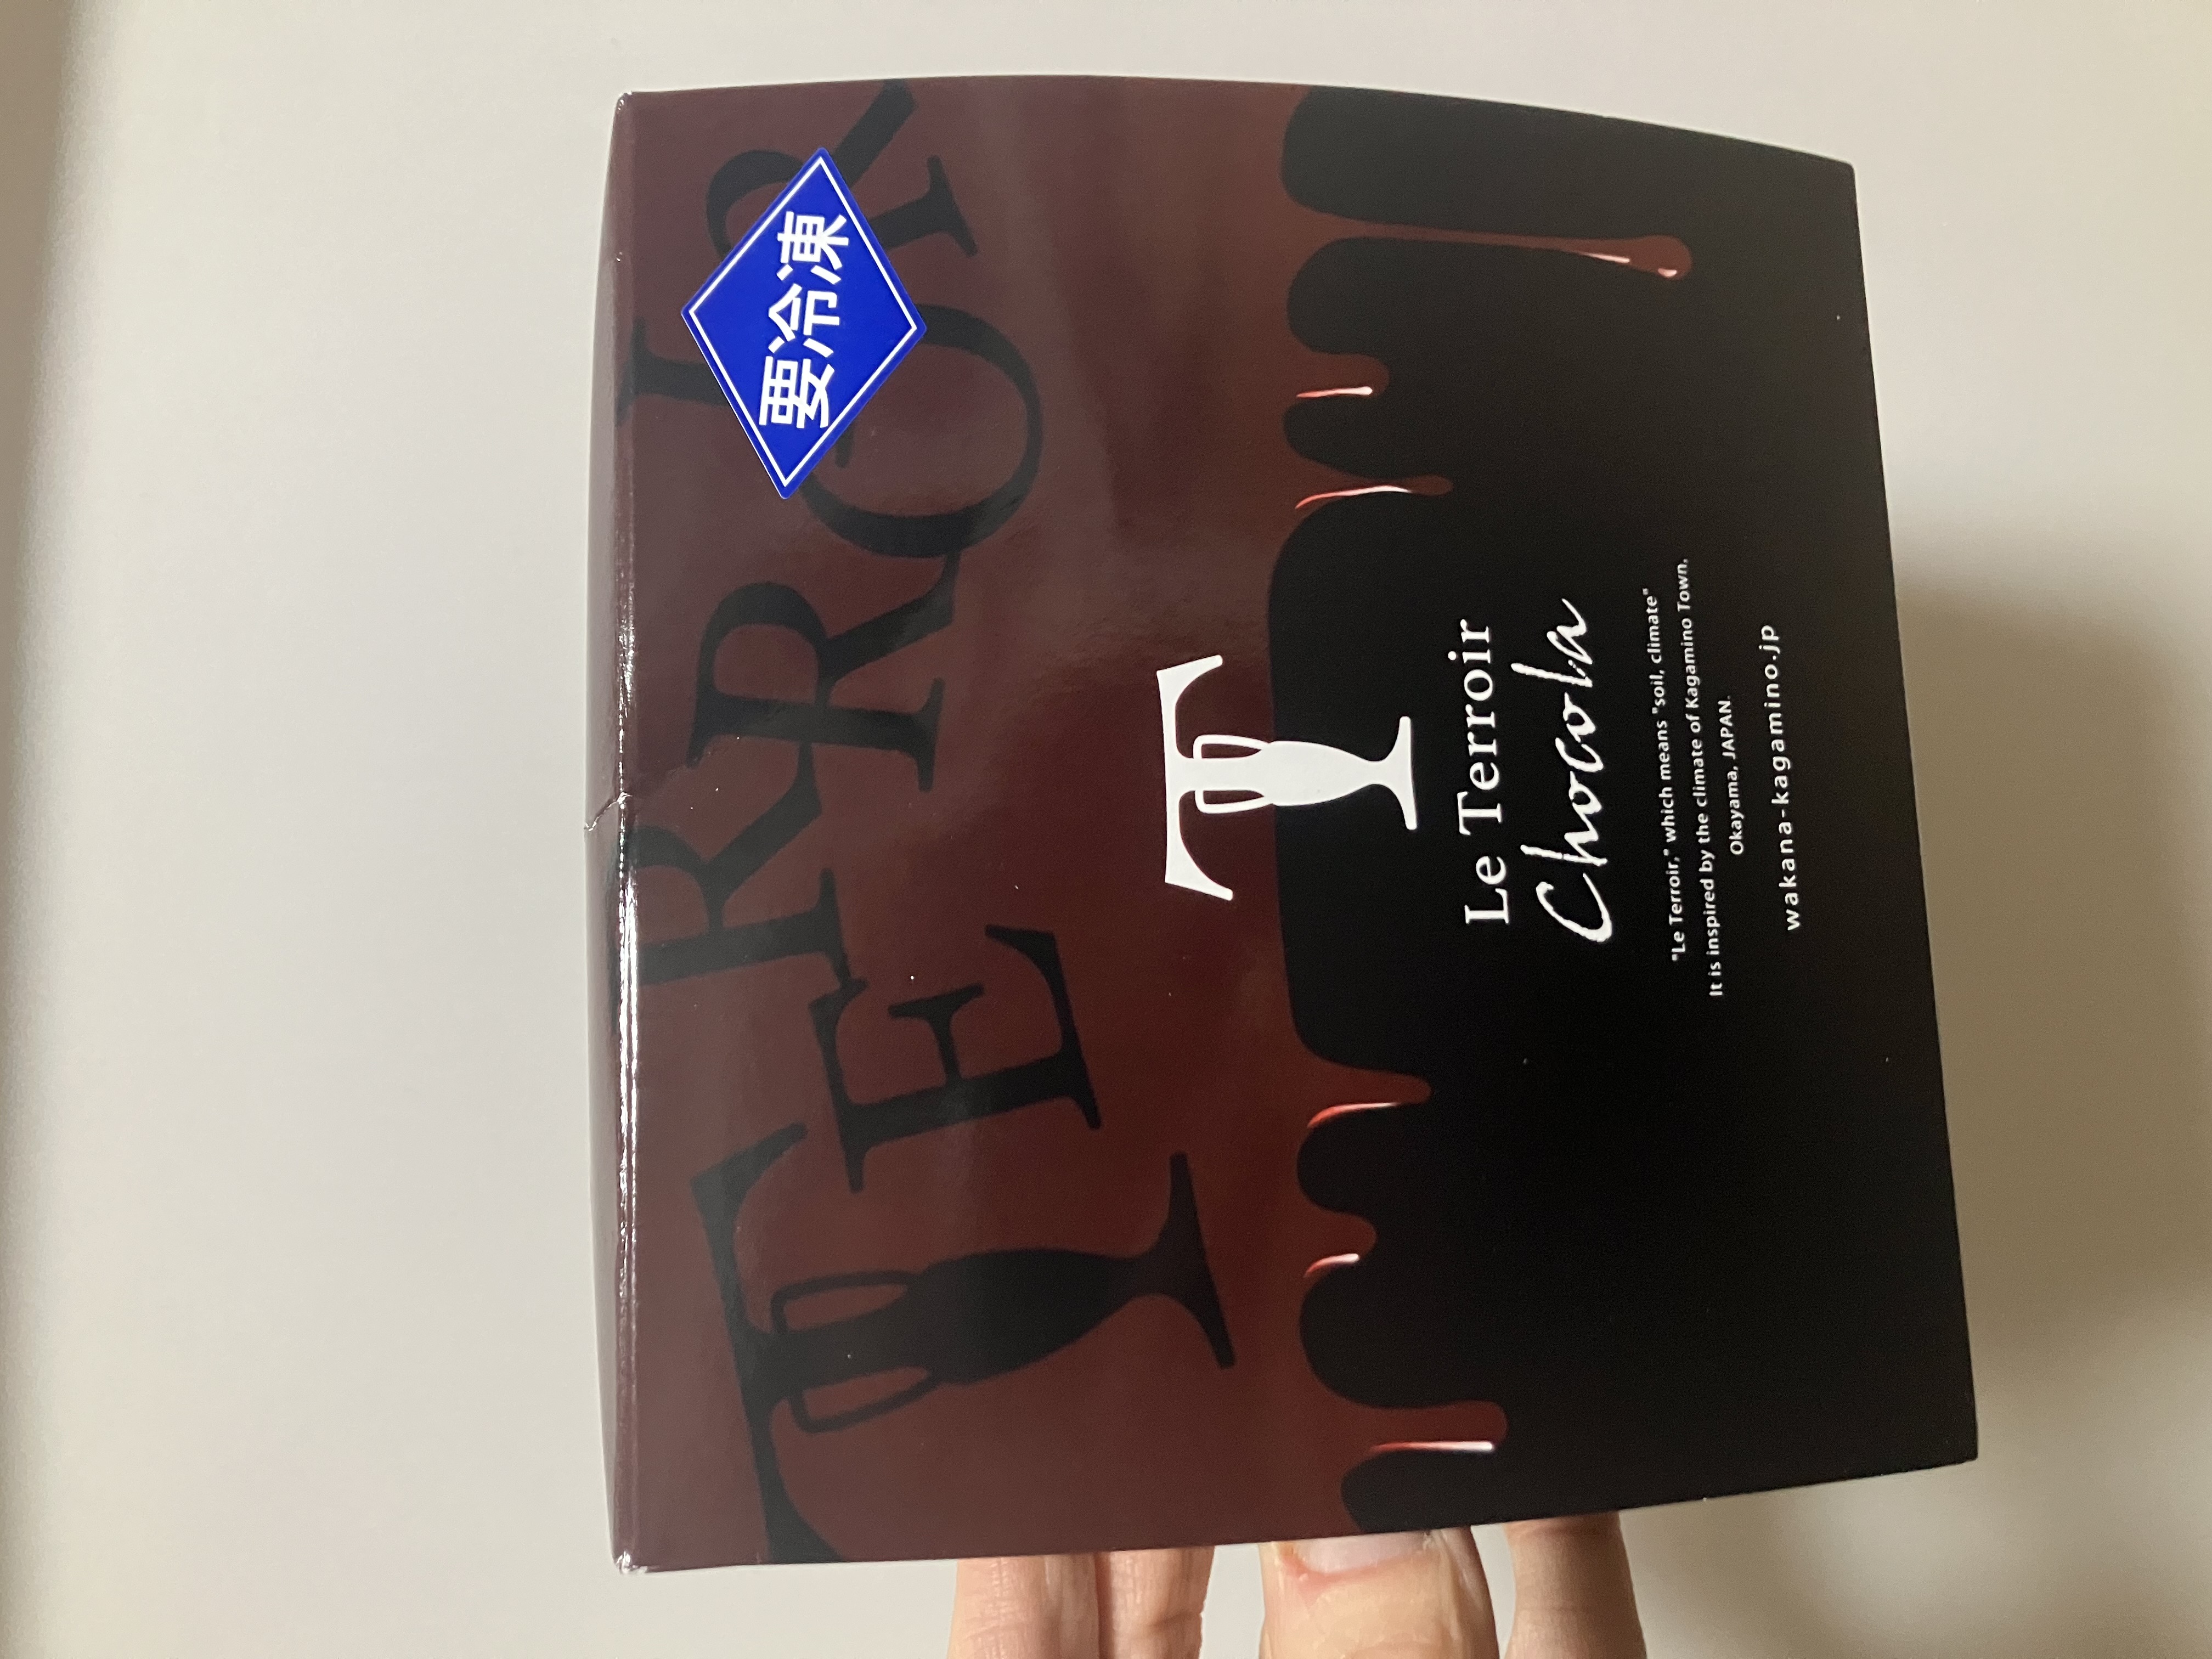 TERROIR
要冷凍
T
Le Terroir
Chocola
"Le Terroir," which means "soil, climate"
It is inspired by the climate of Kagamino Town,
Okayama, JAPAN.
wakana-kagamino.jp